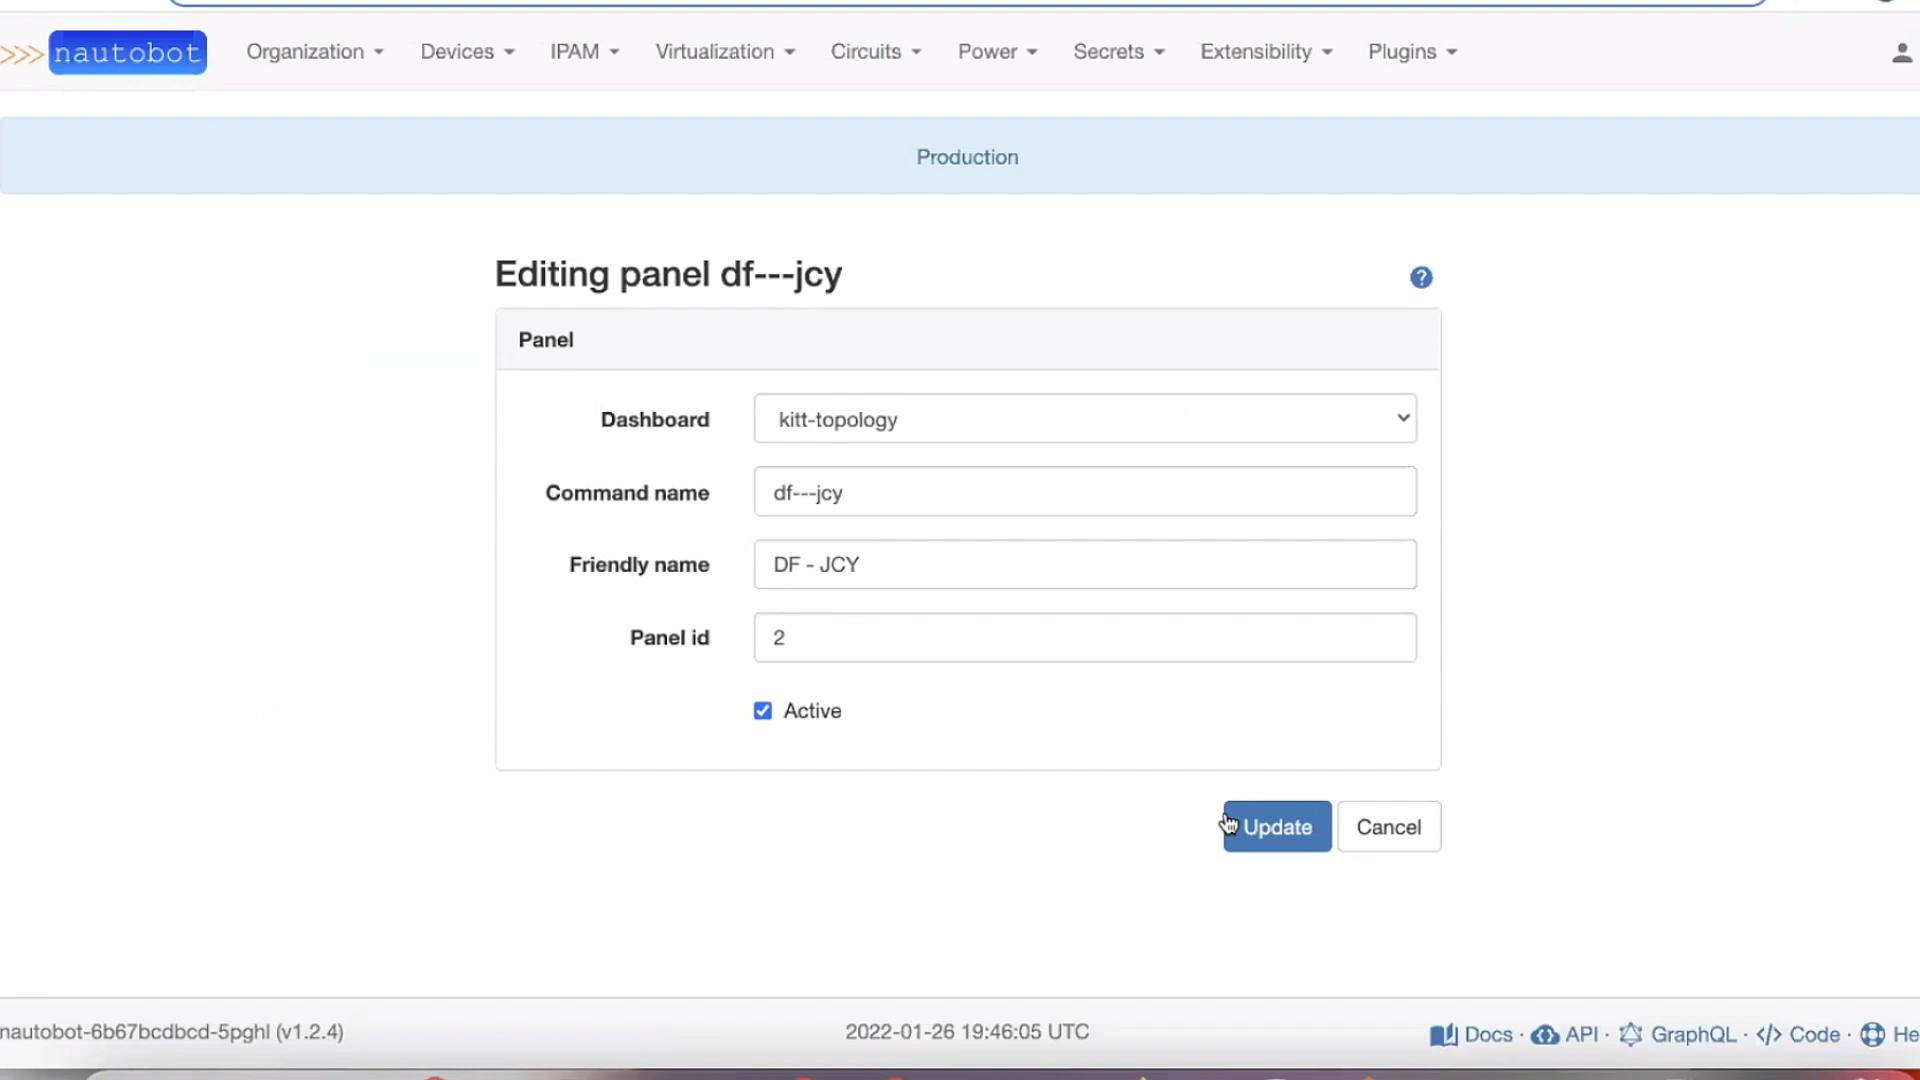 >>> nautobot Organization Devices IPAM Virtualization Circuits Power Secrets Extensibility Plugins
Production
Editing panel df---jcy
?
Panel
Dashboard kitt-topology
Command name df---jcy
Friendly name DF - JCY
Panel id 2
Active
Update Cancel
nautobot-6b67bcdbcd-5pghl (v1.2.4) 2022-01-26 19:46:05 UTC Docs · API · GraphQL · </> Code · He